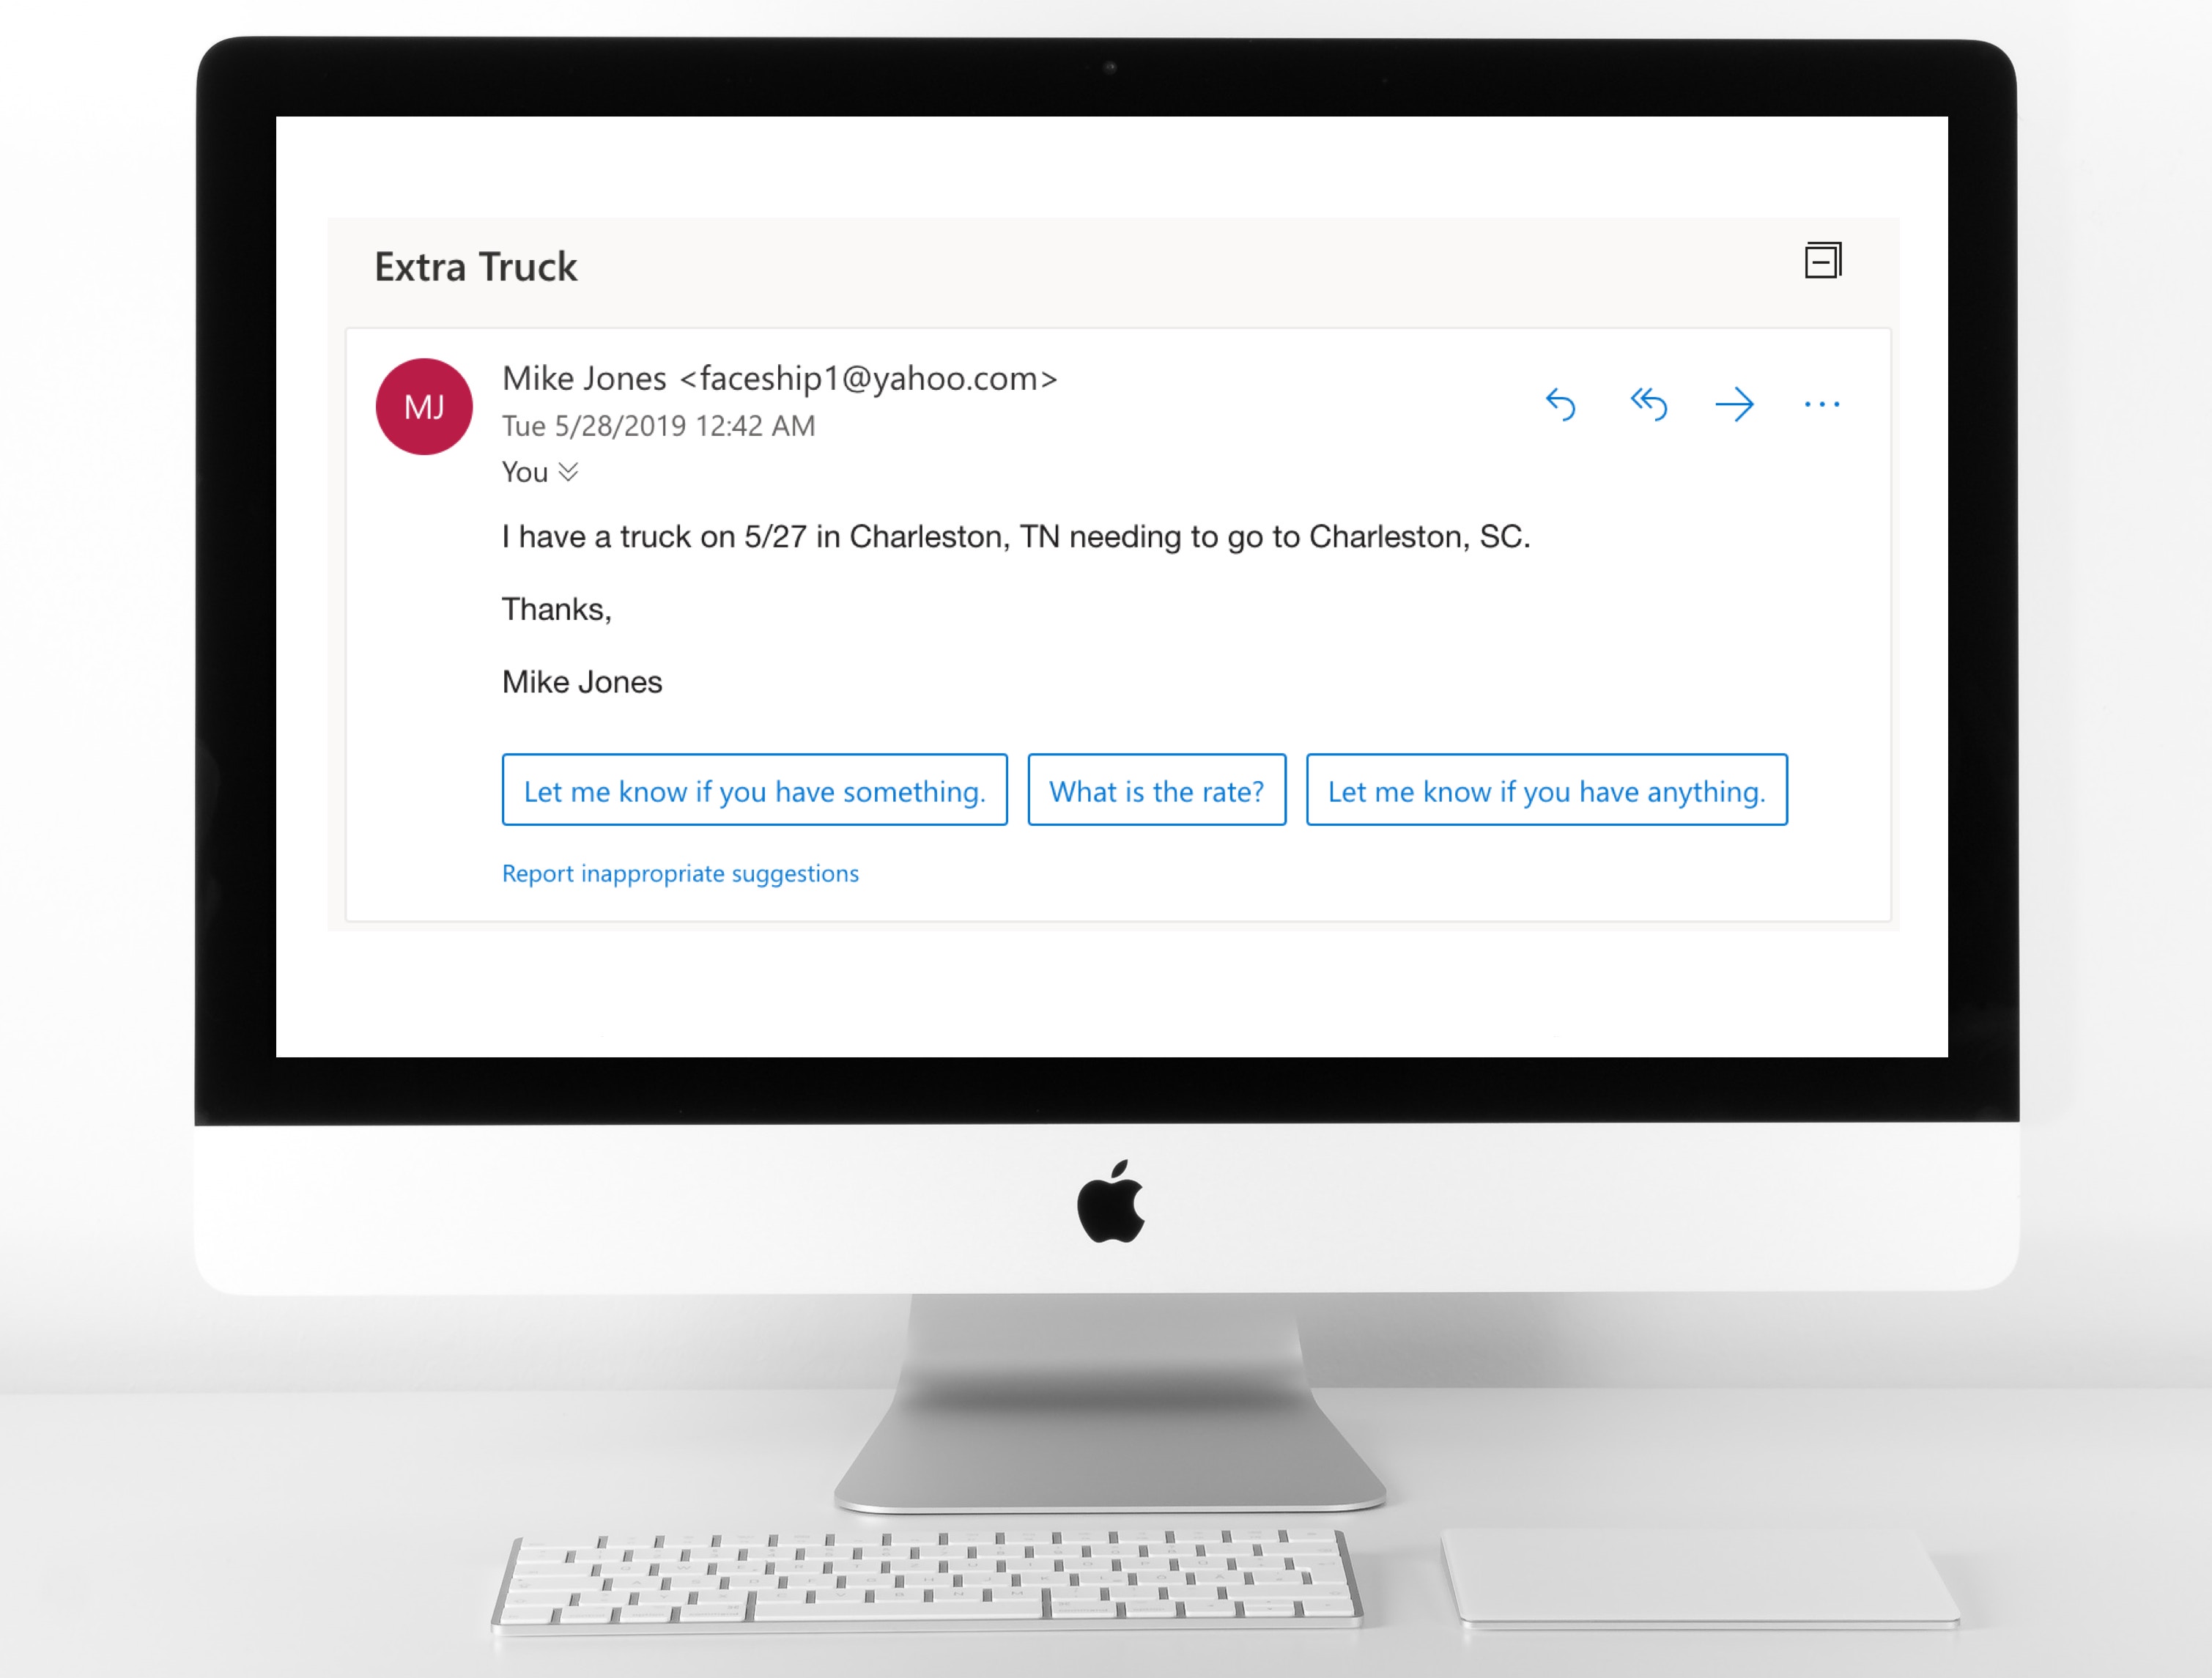 Extra Truck
MJ
Mike Jones <faceship1@yahoo.com>
Tue 5/28/2019 12:42 AM
You
I have a truck on 5/27 in Charleston, TN needing to go to Charleston, SC.
Thanks,
Mike Jones
Let me know if you have something. What is the rate? Let me know if you have anything.
Report inappropriate suggestions